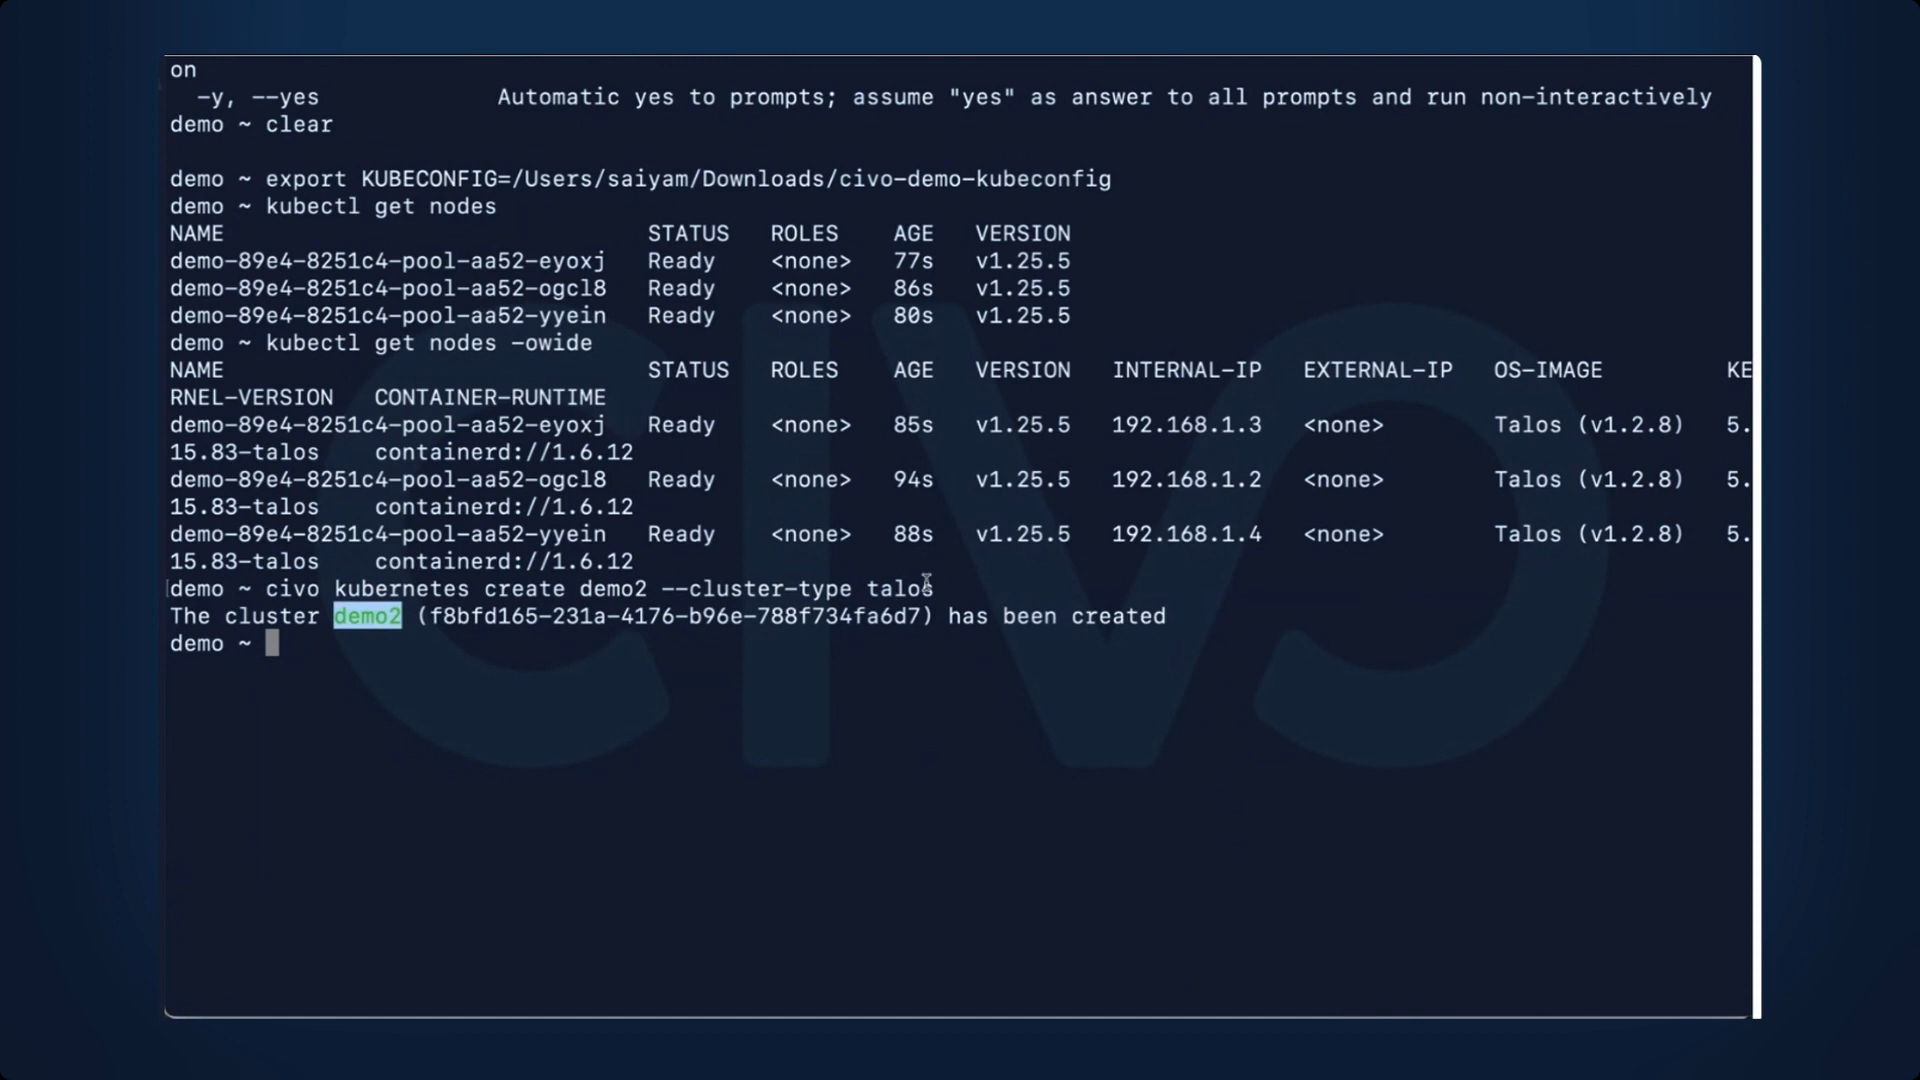 on
-y, --yes Automatic yes to prompts; assume "yes" as answer to all prompts and run non-interactively
demo ~ clear
demo ~ export KUBECONFIG=/Users/saiyam/Downloads/civo-demo-kubeconfig
demo ~ kubectl get nodes
NAME STATUS ROLES AGE VERSION
demo-89e4-8251c4-pool-aa52-eyoxj Ready <none> 77s v1.25.5
demo-89e4-8251c4-pool-aa52-ogcl8 Ready <none> 86s v1.25.5
demo-89e4-8251c4-pool-aa52-yyein Ready <none> 80s v1.25.5
demo ~ kubectl get nodes -owide
NAME STATUS ROLES AGE VERSION INTERNAL-IP EXTERNAL-IP OS-IMAGE KE
RNEL-VERSION CONTAINER-RUNTIME
demo-89e4-8251c4-pool-aa52-eyoxj Ready <none> 85s v1.25.5 192.168.1.3 <none> Talos (v1.2.8) 5.
15.83-talos containerd://1.6.12
demo-89e4-8251c4-pool-aa52-ogcl8 Ready <none> 94s v1.25.5 192.168.1.2 <none> Talos (v1.2.8) 5.
15.83-talos containerd://1.6.12
demo-89e4-8251c4-pool-aa52-yyein Ready <none> 88s v1.25.5 192.168.1.4 <none> Talos (v1.2.8) 5.
15.83-talos containerd://1.6.12
demo ~ civo kubernetes create demo2 --cluster-type talos
The cluster demo2 (f8bfd165-231a-4176-b96e-788f734fa6d7) has been created
demo ~
CIVO